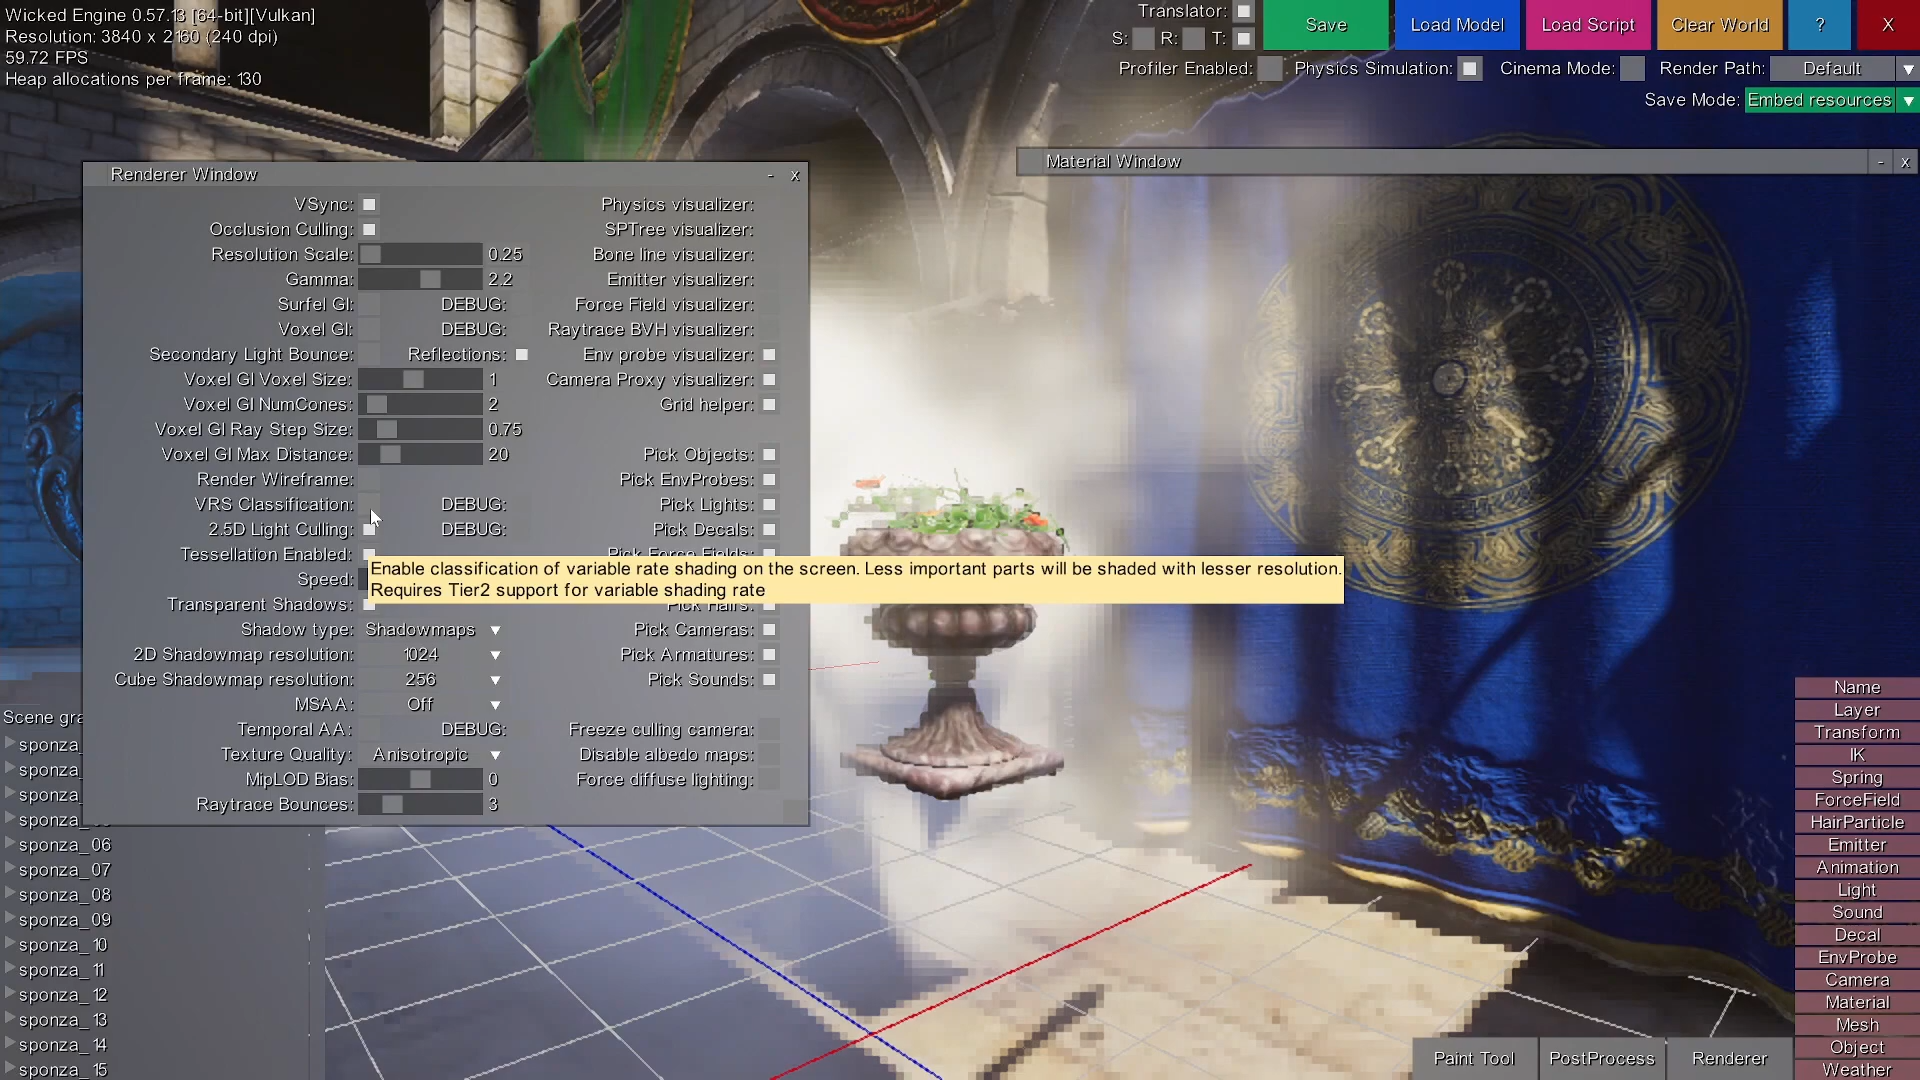 Wicked Engine 0.57.13 [64-bit][Vulkan]
Resolution: 3840 x 2160 (240 dpi)
59.72 FPS
Heap allocations per frame: 130
Translator:
S: R: T:
Save
Load Model
Load Script
Clear World
?
X
Profiler Enabled:
Physics Simulation:
Cinema Mode:
Render Path: Default
Save Mode: Embed resources
Renderer Window - x
VSync:
Occlusion Culling:
Resolution Scale: 0.25
Gamma: 2.2
Surfel GI: DEBUG:
Voxel GI: DEBUG:
Secondary Light Bounce: Reflections:
Voxel GI Voxel Size: 1
Voxel GI NumCones: 2
Voxel GI Ray Step Size: 0.75
Voxel GI Max Distance: 20
Render Wireframe:
VRS Classification: DEBUG:
2.5D Light Culling: DEBUG:
Tessellation Enabled:
Speed:
Transparent Shadows:
Shadow type: Shadowmaps
2D Shadowmap resolution: 1024
Cube Shadowmap resolution: 256
MSAA: Off
Temporal AA: DEBUG:
Texture Quality: Anisotropic
MipLOD Bias: 0
Raytrace Bounces: 3
Physics visualizer:
SPTree visualizer:
Bone line visualizer:
Emitter visualizer:
Force Field visualizer:
Raytrace BVH visualizer:
Env probe visualizer:
Camera Proxy visualizer:
Grid helper:
Pick Objects:
Pick EnvProbes:
Pick Lights:
Pick Decals:
Pick Force Fields:
Pick Hairs:
Pick Cameras:
Pick Armatures:
Pick Sounds:
Freeze culling camera:
Disable albedo maps:
Force diffuse lighting:
Enable classification of variable rate shading on the screen. Less important parts will be shaded with lesser resolution.
Requires Tier2 support for variable shading rate
Material Window - x
Scene gra
sponza_
sponza_
sponza_
sponza_
sponza_06
sponza_07
sponza_08
sponza_09
sponza_10
sponza_11
sponza_12
sponza_13
sponza_14
sponza_15
Name
Layer
Transform
IK
Spring
ForceField
HairParticle
Emitter
Animation
Light
Sound
Decal
EnvProbe
Camera
Material
Mesh
Object
Weather
Paint Tool
PostProcess
Renderer